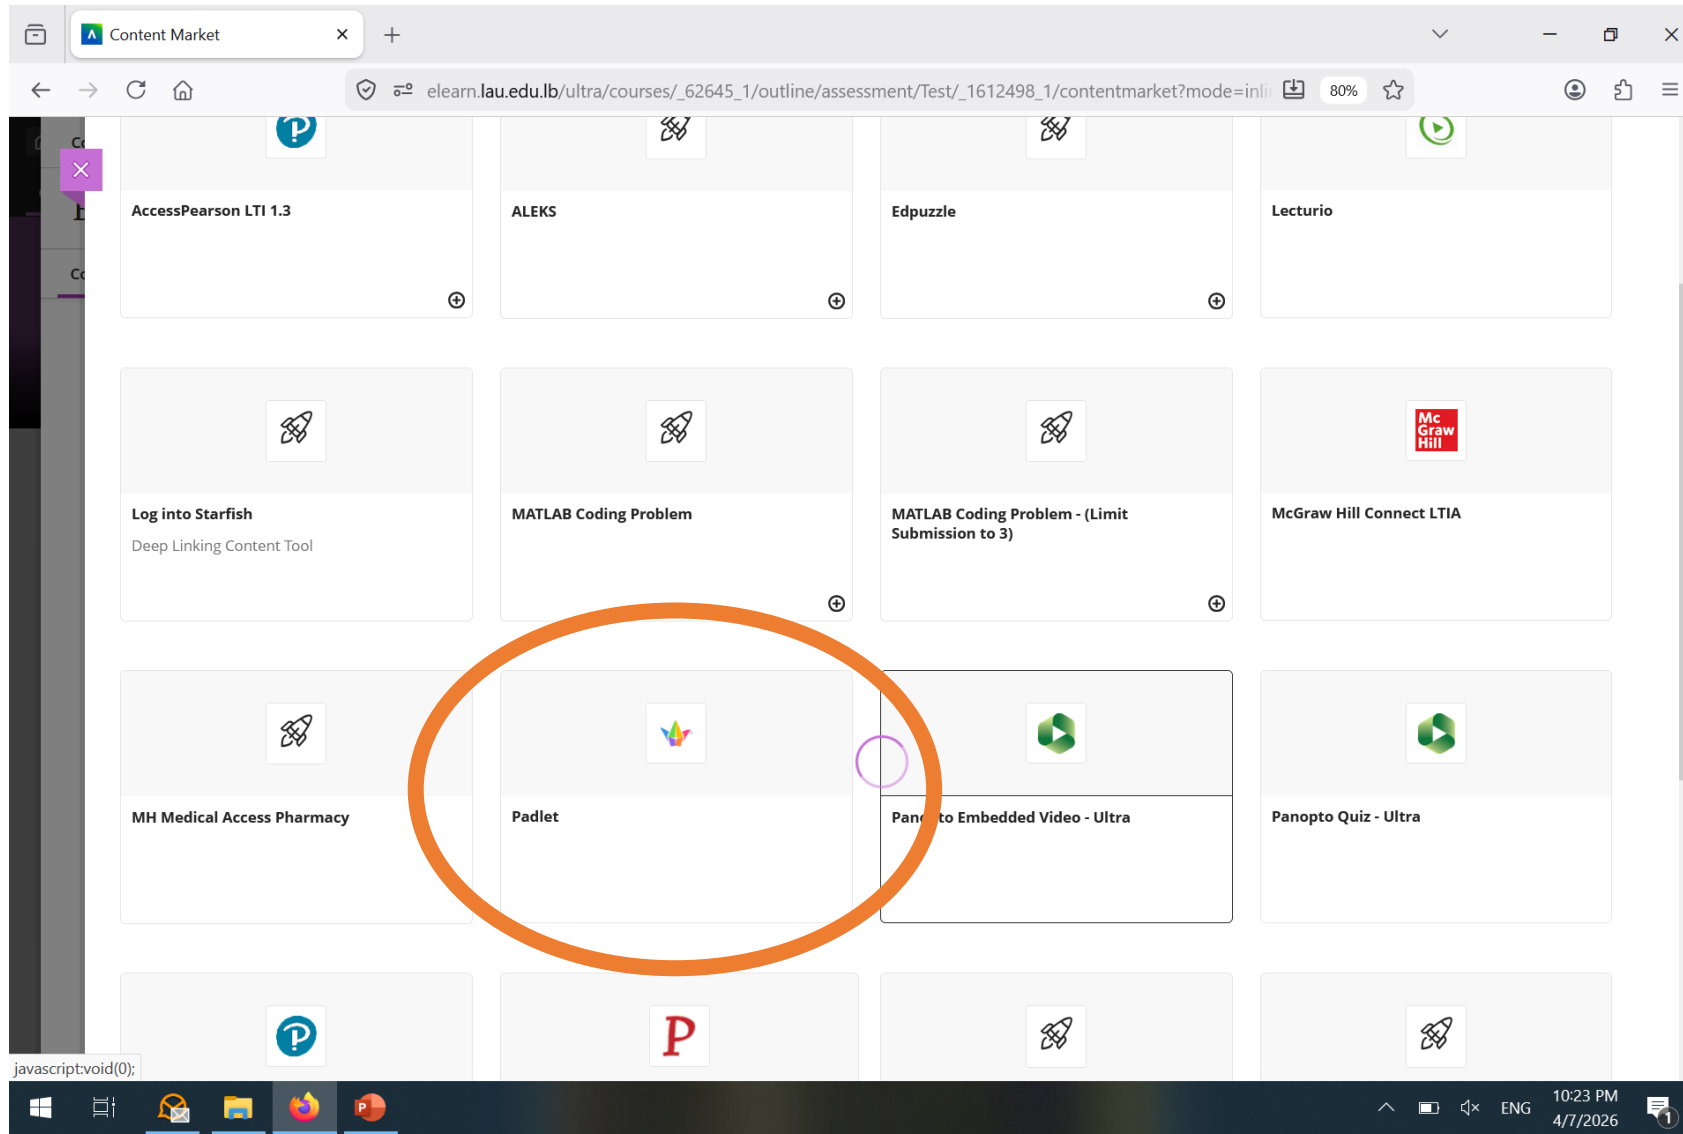 Content Market
elearn.lau.edu.lb/ultra/courses/_62645_1/outline/assessment/Test/_1612498_1/contentmarket?mode=inli
80%
AccessPearson LTI 1.3
ALEKS
Edpuzzle
Lecturio
Log into Starfish
Deep Linking Content Tool
MATLAB Coding Problem
MATLAB Coding Problem - (Limit
Submission to 3)
Mc
Graw
Hill
McGraw Hill Connect LTIA
MH Medical Access Pharmacy
Padlet
Panopto Embedded Video - Ultra
Panopto Quiz - Ultra
P
javascript:void(0);
ENG
10:23 PM
4/7/2026
1